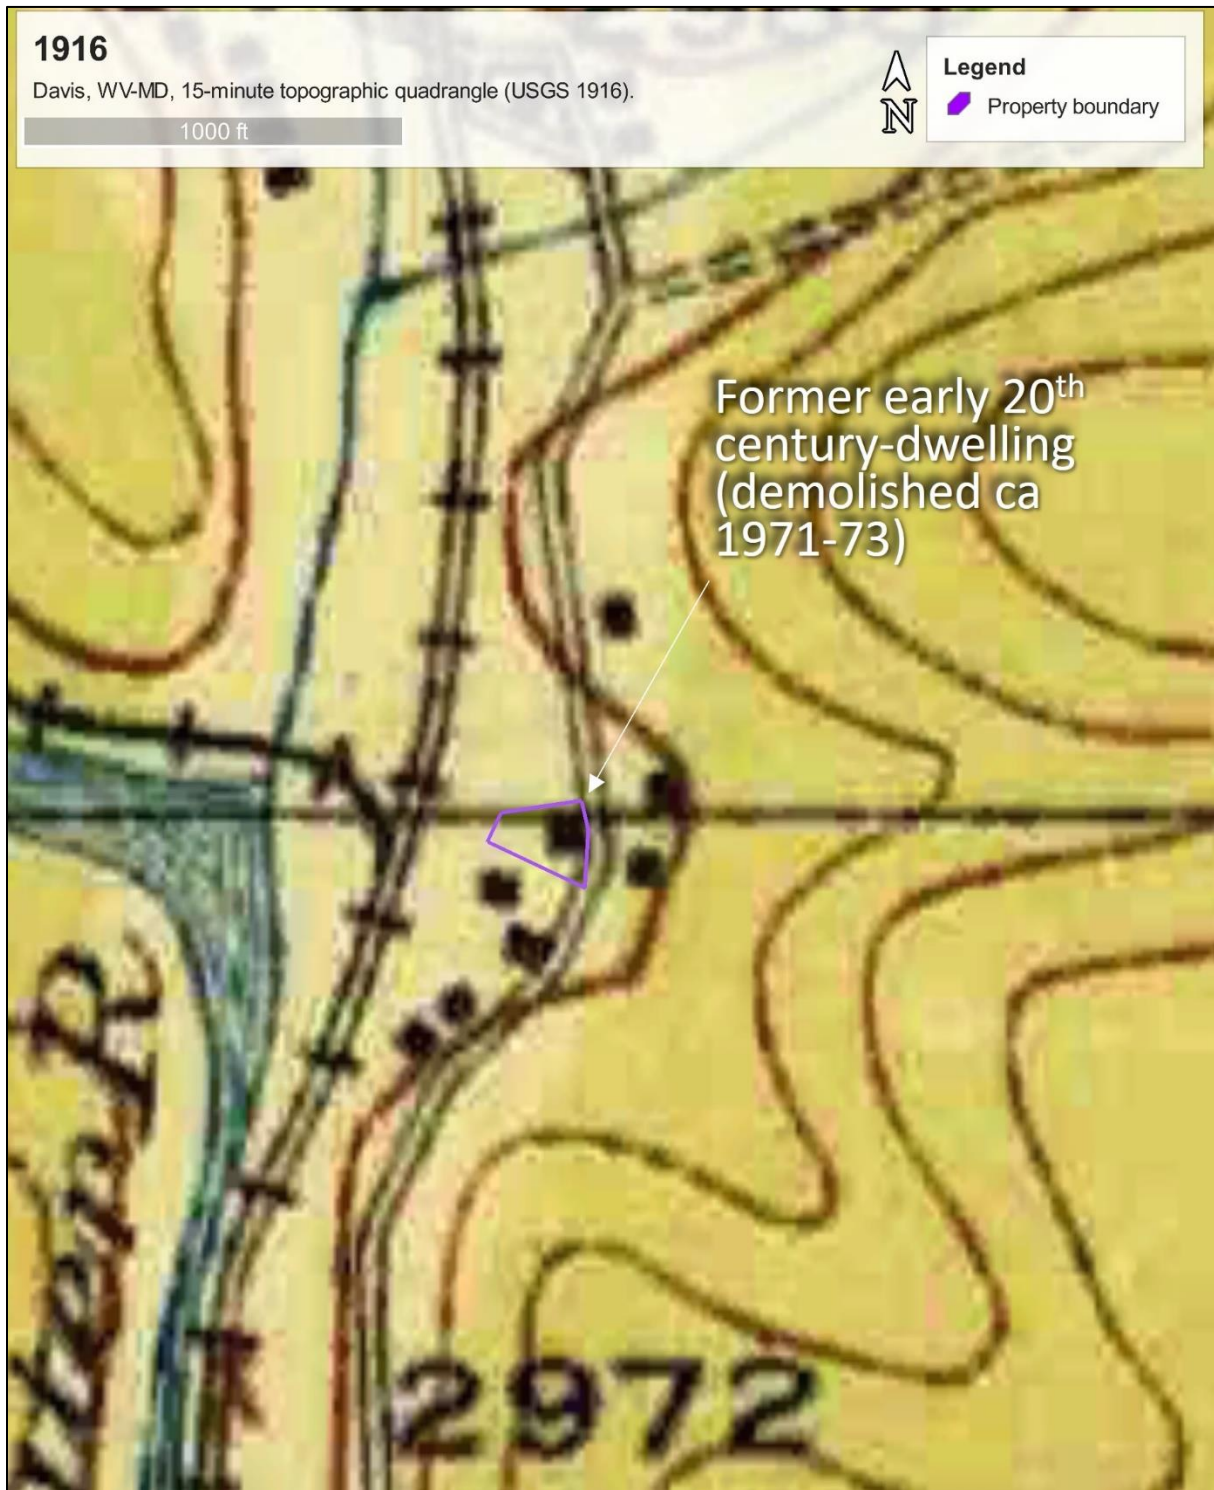 1916
Davis, WV-MD, 15-minute topographic quadrangle (USGS 1916).
1000 ft
N
Legend
Property boundary
Former early 20th
century-dwelling
(demolished ca
1971-73)
R
2972